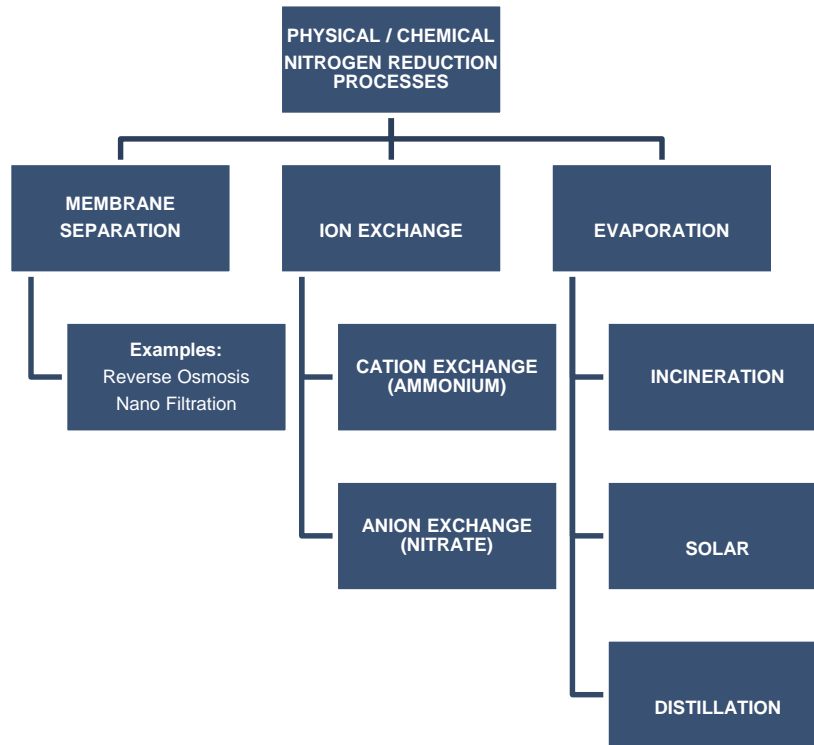 PHYSICAL / CHEMICAL
NITROGEN REDUCTION
PROCESSES
MEMBRANE
SEPARATION
Examples:
Reverse Osmosis
Nano Filtration
ION EXCHANGE
CATION EXCHANGE
(AMMONIUM)
ANION EXCHANGE
(NITRATE)
EVAPORATION
INCINERATION
SOLAR
DISTILLATION